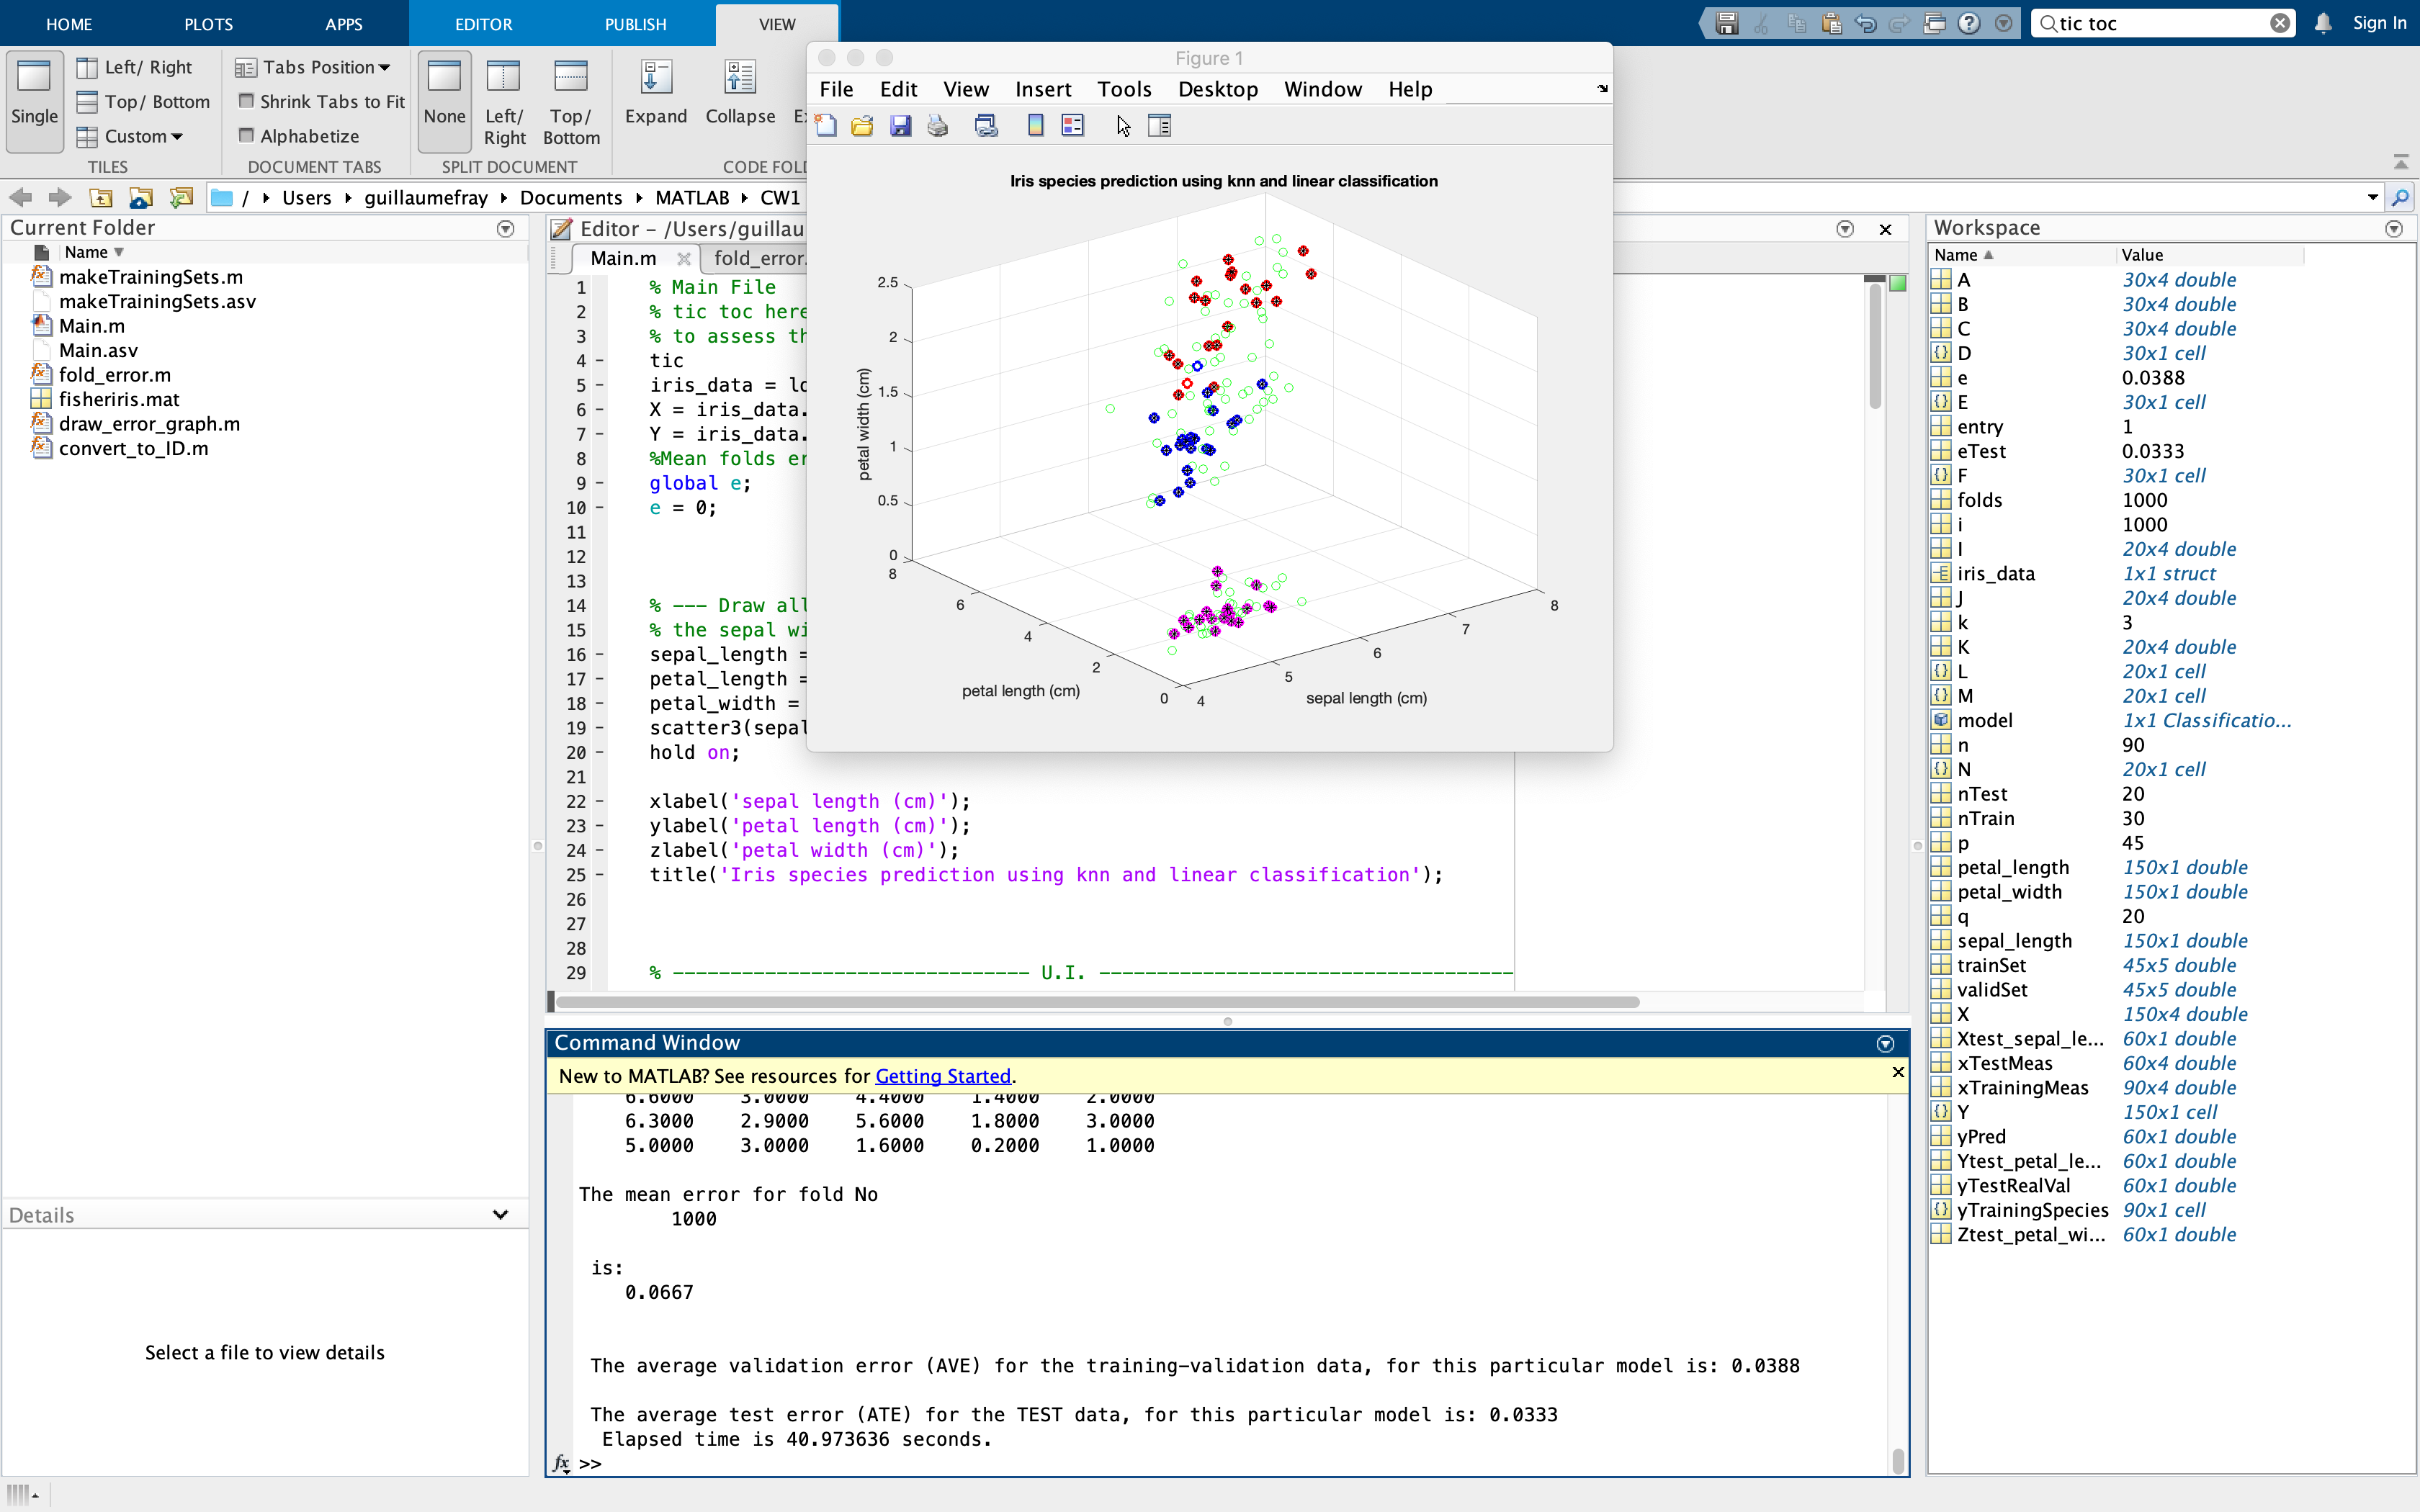 HOME PLOTS APPS EDITOR PUBLISH VIEW
tic toc
Sign In
Single
Left/ Right
Top/ Bottom
Custom
TILES
Tabs Position
Shrink Tabs to Fit
Alphabetize
DOCUMENT TABS
None
Left/ Right
Top/ Bottom
SPLIT DOCUMENT
Expand Collapse
/ Users guillaumefray Documents MATLAB CW1
Current Folder
Name
makeTrainingSets.m
makeTrainingSets.asv
Main.m
Main.asv
fold_error.m
fisheriris.mat
draw_error_graph.m
convert_to_ID.m
Details
Select a file to view details
Editor - /Users/guillau
Main.m fold_error.
1 % Main File
2 % tic toc here
3 % to assess th
4 - tic
5 - iris_data = lo
6 - X = iris_data.
7 - Y = iris_data.
8 %Mean folds er
9 - global e;
10 - e = 0;
11
12
13
14 % --- Draw all
15 % the sepal wi
16 - sepal_length =
17 - petal_length =
18 - petal_width =
19 - scatter3(sepal
20 - hold on;
21
22 - xlabel('sepal length (cm)');
23 - ylabel('petal length (cm)');
24 - zlabel('petal width (cm)');
25 - title('Iris species prediction using knn and linear classification');
26
27
28
29 % ------------------------------- U.I. ------------------------------------
Figure 1
File Edit View Insert Tools Desktop Window Help
Iris species prediction using knn and linear classification
petal width (cm)
2.5
2
1.5
1
0.5
0
8
6
4
2
0
petal length (cm)
4
5
6
7
8
sepal length (cm)
Command Window
New to MATLAB? See resources for Getting Started.
6.6000 3.0000 4.4000 1.4000 2.0000
6.3000 2.9000 5.6000 1.8000 3.0000
5.0000 3.0000 1.6000 0.2000 1.0000
The mean error for fold No
1000
is:
0.0667
The average validation error (AVE) for the training-validation data, for this particular model is: 0.0388
The average test error (ATE) for the TEST data, for this particular model is: 0.0333
Elapsed time is 40.973636 seconds.
fx >>
Workspace
Name Value
A 30x4 double
B 30x4 double
C 30x4 double
D 30x1 cell
e 0.0388
E 30x1 cell
entry 1
eTest 0.0333
F 30x1 cell
folds 1000
i 1000
I 20x4 double
iris_data 1x1 struct
J 20x4 double
k 3
K 20x4 double
L 20x1 cell
M 20x1 cell
model 1x1 Classificatio...
n 90
N 20x1 cell
nTest 20
nTrain 30
p 45
petal_length 150x1 double
petal_width 150x1 double
q 20
sepal_length 150x1 double
trainSet 45x5 double
validSet 45x5 double
X 150x4 double
Xtest_sepal_le... 60x1 double
xTestMeas 60x4 double
xTrainingMeas 90x4 double
Y 150x1 cell
yPred 60x1 double
Ytest_petal_le... 60x1 double
yTestRealVal 60x1 double
yTrainingSpecies 90x1 cell
Ztest_petal_wi... 60x1 double